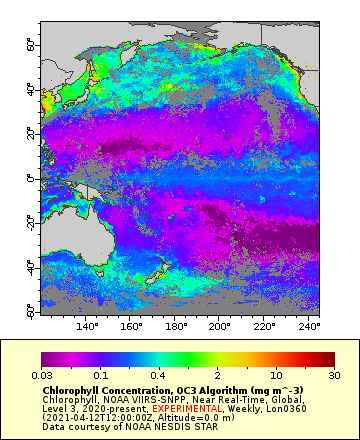 60°
40°
20°
0°
-20°
-40°
-60°
140° 160° 180° 200° 220° 240°
0.03 0.1 0.4 1 2 4 10 30
Chlorophyll Concentration, OC3 Algorithm (mg m^-3)
Chlorophyll, NOAA VIIRS-SNPP, Near Real-Time, Global,
Level 3, 2020-present, EXPERIMENTAL, Weekly, Lon0360
(2021-04-12T12:00:00Z, Altitude=0.0 m)
Data courtesy of NOAA NESDIS STAR